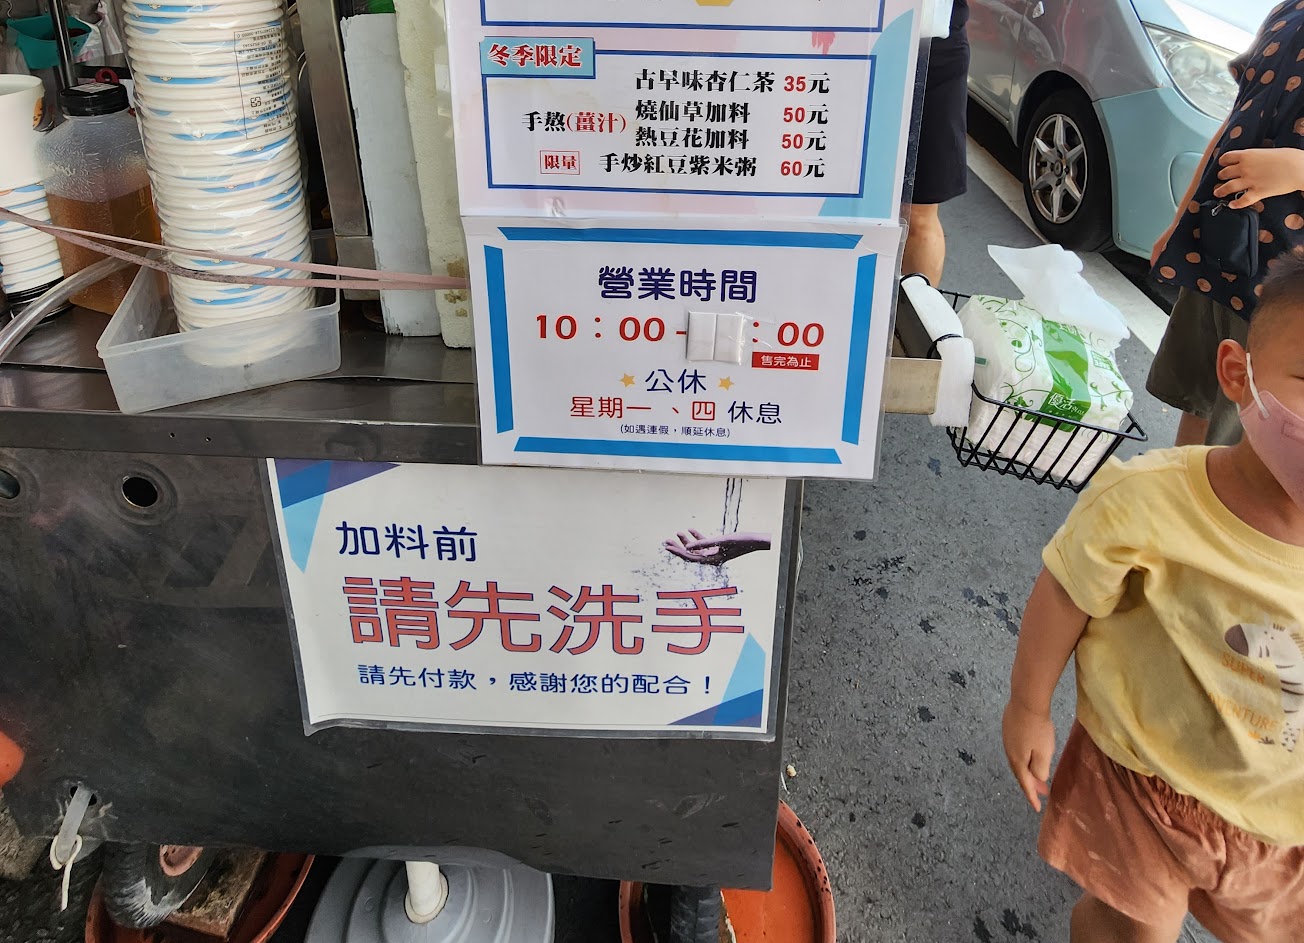 冬季限定
古早味杏仁茶 35元
手熬(薑汁) 燒仙草加料 50元
熱豆花加料 50元
限量 手炒紅豆紫米粥 60元
營業時間
10：00-：00
售完為止
公休
星期一、四 休息
(如遇連假，順延休息)
加料前
請先洗手
請先付款，感謝您的配合！
優活
SUPER